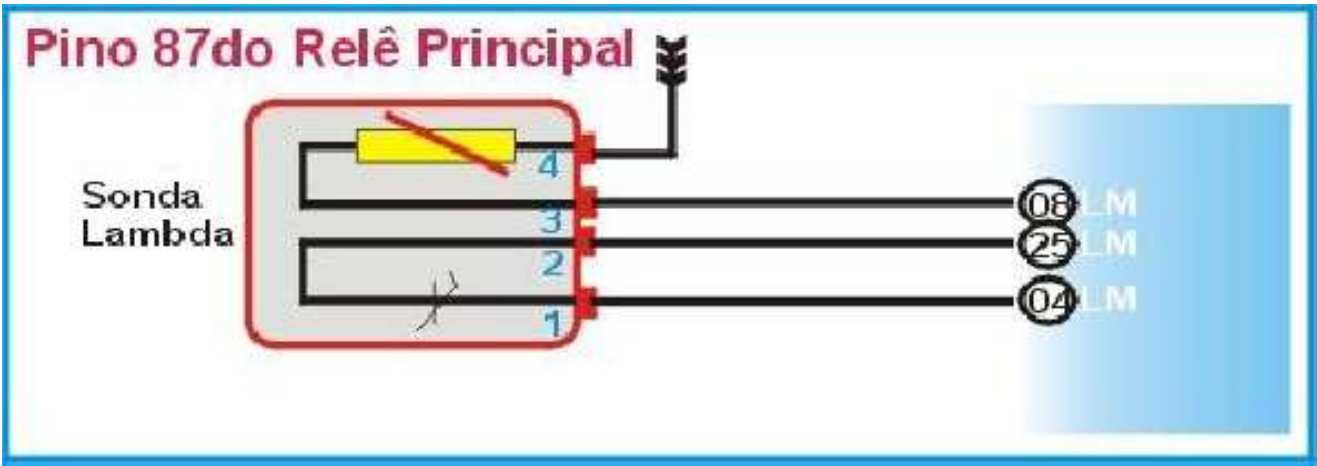 Pino 87do Relê Principal
4
Sonda
Lambda
3
08 LM
2
25 LM
1
04 LM